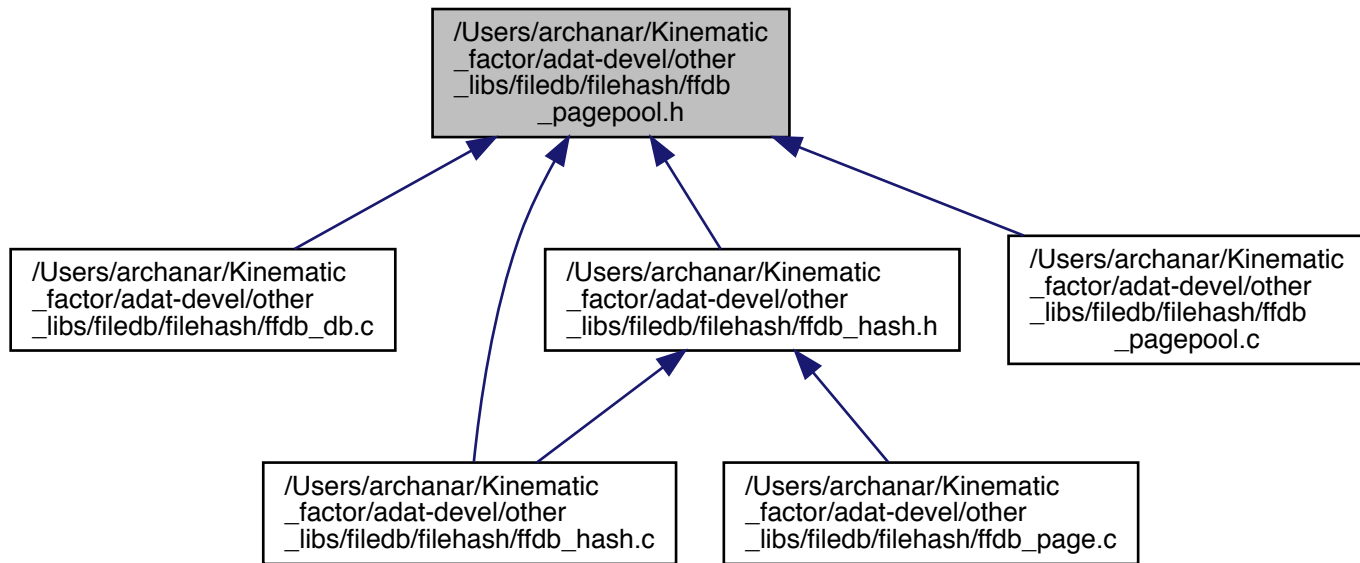 /Users/archanar/Kinematic
_factor/adat-devel/other
_libs/filedb/filehash/ffdb
_pagepool.h
/Users/archanar/Kinematic
_factor/adat-devel/other
_libs/filedb/filehash/ffdb_db.c
/Users/archanar/Kinematic
_factor/adat-devel/other
_libs/filedb/filehash/ffdb_hash.h
/Users/archanar/Kinematic
_factor/adat-devel/other
_libs/filedb/filehash/ffdb
_pagepool.c
/Users/archanar/Kinematic
_factor/adat-devel/other
_libs/filedb/filehash/ffdb_hash.c
/Users/archanar/Kinematic
_factor/adat-devel/other
_libs/filedb/filehash/ffdb_page.c